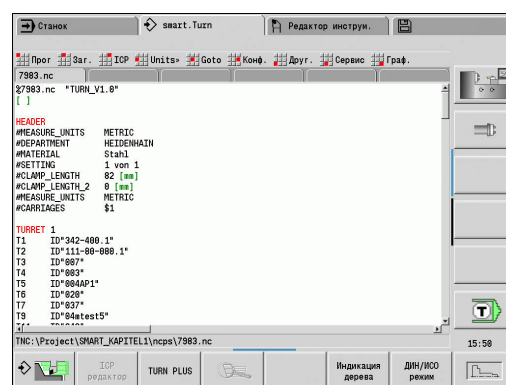 Станок smart.Turn Редактор инструм.
Прог Заг. ICP Units» Goto Конф. Друг. Сервис Граф.
7983.nc
%7983.nc "TURN_V1.0"
[ ]
HEADER
#MEASURE_UNITS METRIC
#DEPARTMENT HEIDENHAIN
#MATERIAL Stahl
#SETTING 1 von 1
#CLAMP_LENGTH 82 [mm]
#CLAMP_LENGTH_2 0 [mm]
#MEASURE_UNITS METRIC
#CARRIAGES $1
TURRET 1
T1 ID"342-400.1"
T2 ID"111-80-080.1"
T3 ID"007"
T4 ID"003"
T5 ID"004AP1"
T6 ID"020"
T7 ID"037"
T9 ID"04mtest5"
TNC:\Project\SMART_KAPITEL1\ncps\7983.nc
T
15:50
ICP редактор
TURN PLUS
Индикация дерева
ДИН/ИСО режим